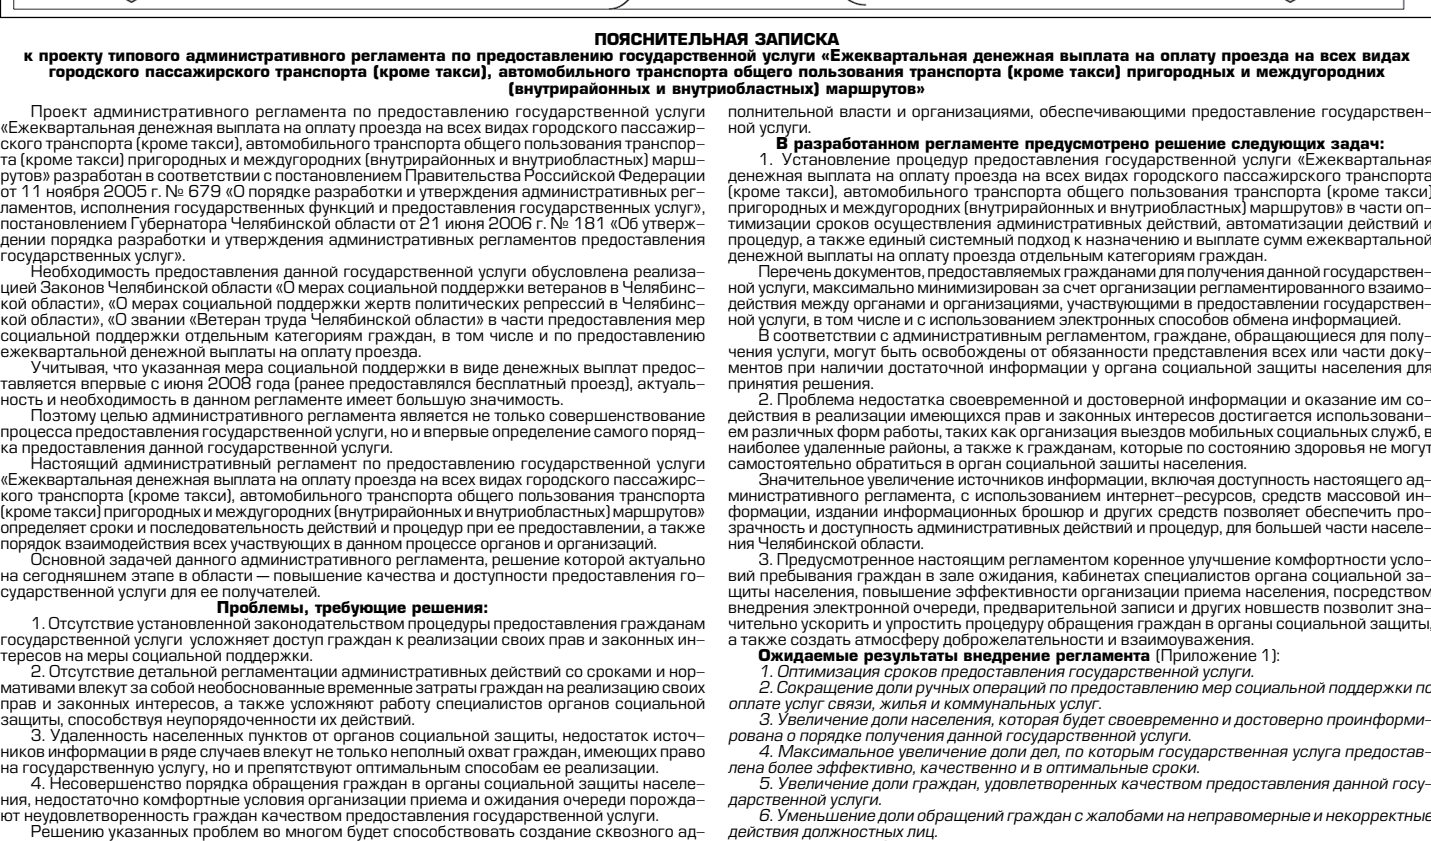 ПОЯСНИТЕЛЬНАЯ ЗАПИСКА
к проекту типового административного регламента по предоставлению государственной услуги «Ежеквартальная денежная выплата на оплату проезда на всех видах
городского пассажирского транспорта (кроме такси), автомобильного транспорта общего пользования транспорта (кроме такси) пригородных и междугородних
(внутрирайонных и внутриобластных) маршрутов»
Проект административного регламента по предоставлению государственной услуги
«Ежеквартальная денежная выплата на оплату проезда на всех видах городского пассажир–
ского транспорта (кроме такси), автомобильного транспорта общего пользования транспор–
та (кроме такси) пригородных и междугородних (внутрирайонных и внутриобластных) марш–
рутов» разработан в соответствии с постановлением Правительства Российской Федерации
от 11 ноября 2005 г. № 679 «О порядке разработки и утверждения административных рег–
ламентов, исполнения государственных функций и предоставления государственных услуг»,
постановлением Губернатора Челябинской области от 21 июня 2006 г. № 181 «Об утверж–
дении порядка разработки и утверждения административных регламентов предоставления
государственных услуг».
Необходимость предоставления данной государственной услуги обусловлена реализа–
цией Законов Челябинской области «О мерах социальной поддержки ветеранов в Челябинс–
кой области», «О мерах социальной поддержки жертв политических репрессий в Челябинс–
кой области», «О звании «Ветеран труда Челябинской области» в части предоставления мер
социальной поддержки отдельным категориям граждан, в том числе и по предоставлению
ежеквартальной денежной выплаты на оплату проезда.
Учитывая, что указанная мера социальной поддержки в виде денежных выплат предос–
тавляется впервые с июня 2008 года (ранее предоставлялся бесплатный проезд), актуаль–
ность и необходимость в данном регламенте имеет большую значимость.
Поэтому целью административного регламента является не только совершенствование
процесса предоставления государственной услуги, но и впервые определение самого поряд–
ка предоставления данной государственной услуги.
Настоящий административный регламент по предоставлению государственной услуги
«Ежеквартальная денежная выплата на оплату проезда на всех видах городского пассажирс–
кого транспорта (кроме такси), автомобильного транспорта общего пользования транспорта
(кроме такси) пригородных и междугородних (внутрирайонных и внутриобластных) маршрутов»
определяет сроки и последовательность действий и процедур при ее предоставлении, а также
порядок взаимодействия всех участвующих в данном процессе органов и организаций.
Основной задачей данного административного регламента, решение которой актуально
на сегодняшнем этапе в области — повышение качества и доступности предоставления го–
сударственной услуги для ее получателей.
Проблемы, требующие решения:
1. Отсутствие установленной законодательством процедуры предоставления гражданам
государственной услуги усложняет доступ граждан к реализации своих прав и законных ин–
тересов на меры социальной поддержки.
2. Отсутствие детальной регламентации административных действий со сроками и нор–
мативами влекут за собой необоснованные временные затраты граждан на реализацию своих
прав и законных интересов, а также усложняют работу специалистов органов социальной
защиты, способствуя неупорядоченности их действий.
3. Удаленность населенных пунктов от органов социальной защиты, недостаток источ–
ников информации в ряде случаев влекут не только неполный охват граждан, имеющих право
на государственную услугу, но и препятствуют оптимальным способам ее реализации.
4. Несовершенство порядка обращения граждан в органы социальной защиты населе–
ния, недостаточно комфортные условия организации приема и ожидания очереди порожда–
ют неудовлетворенность граждан качеством предоставления государственной услуги.
Решению указанных проблем во многом будет способствовать создание сквозного ад–
полнительной власти и организациями, обеспечивающими предоставление государствен–
ной услуги.
В разработанном регламенте предусмотрено решение следующих задач:
1. Установление процедур предоставления государственной услуги «Ежеквартальная
денежная выплата на оплату проезда на всех видах городского пассажирского транспорта
(кроме такси), автомобильного транспорта общего пользования транспорта (кроме такси)
пригородных и междугородних (внутрирайонных и внутриобластных) маршрутов» в части оп–
тимизации сроков осуществления административных действий, автоматизации действий и
процедур, а также единый системный подход к назначению и выплате сумм ежеквартальной
денежной выплаты на оплату проезда отдельным категориям граждан.
Перечень документов, предоставляемых гражданами для получения данной государствен–
ной услуги, максимально минимизирован за счет организации регламентированного взаимо–
действия между органами и организациями, участвующими в предоставлении государствен–
ной услуги, в том числе и с использованием электронных способов обмена информацией.
В соответствии с административным регламентом, граждане, обращающиеся для полу–
чения услуги, могут быть освобождены от обязанности представления всех или части доку–
ментов при наличии достаточной информации у органа социальной защиты населения для
принятия решения.
2. Проблема недостатка своевременной и достоверной информации и оказание им со–
действия в реализации имеющихся прав и законных интересов достигается использовани–
ем различных форм работы, таких как организация выездов мобильных социальных служб, в
наиболее удаленные районы, а также к гражданам, которые по состоянию здоровья не могут
самостоятельно обратиться в орган социальной зашиты населения.
Значительное увеличение источников информации, включая доступность настоящего ад–
министративного регламента, с использованием интернет–ресурсов, средств массовой ин–
формации, издании информационных брошюр и других средств позволяет обеспечить про–
зрачность и доступность административных действий и процедур, для большей части населе–
ния Челябинской области.
3. Предусмотренное настоящим регламентом коренное улучшение комфортности усло–
вий пребывания граждан в зале ожидания, кабинетах специалистов органа социальной за–
щиты населения, повышение эффективности организации приема населения, посредством
внедрения электронной очереди, предварительной записи и других новшеств позволит зна–
чительно ускорить и упростить процедуру обращения граждан в органы социальной защиты,
а также создать атмосферу доброжелательности и взаимоуважения.
Ожидаемые результаты внедрение регламента (Приложение 1):
1. Оптимизация сроков предоставления государственной услуги.
2. Сокращение доли ручных операций по предоставлению мер социальной поддержки по
оплате услуг связи, жилья и коммунальных услуг.
3. Увеличение доли населения, которая будет своевременно и достоверно проинформи–
рована о порядке получения данной государственной услуги.
4. Максимальное увеличение доли дел, по которым государственная услуга предостав–
лена более эффективно, качественно и в оптимальные сроки.
5. Увеличение доли граждан, удовлетворенных качеством предоставления данной госу–
дарственной услуги.
6. Уменьшение доли обращений граждан с жалобами на неправомерные и некорректные
действия должностных лиц.